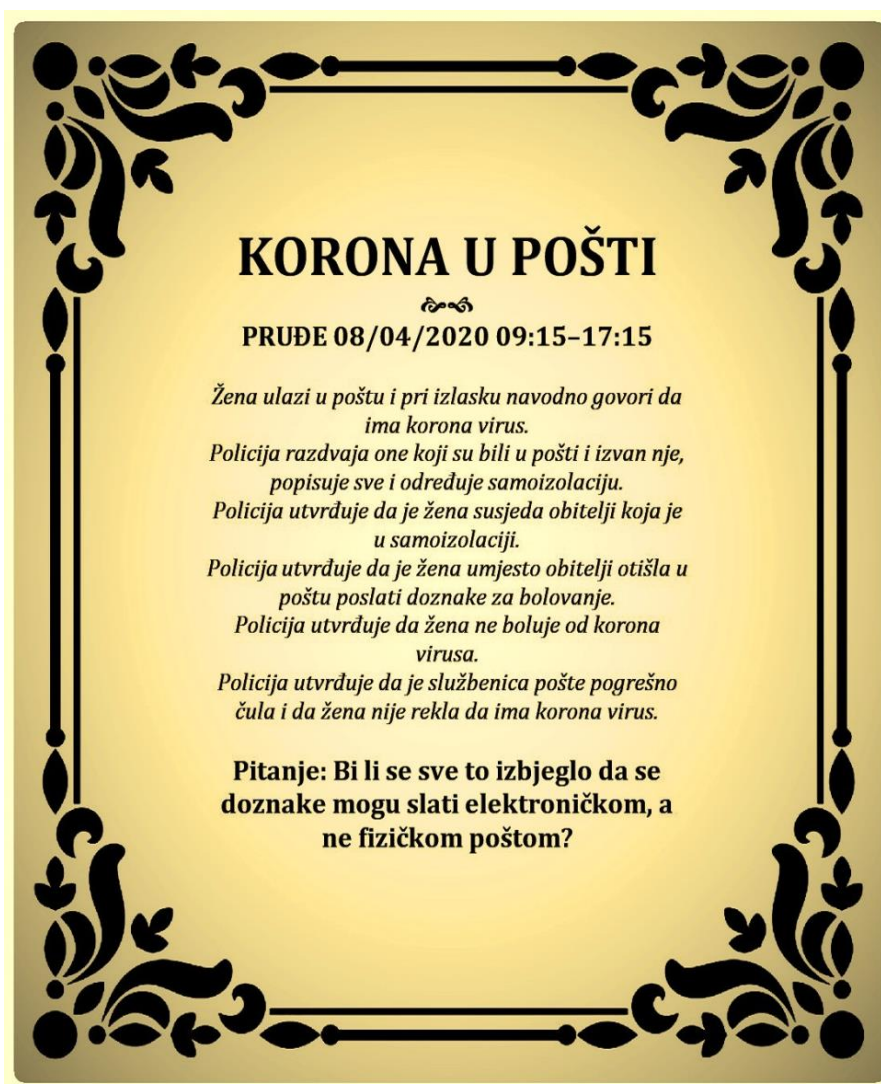 KORONA U POŠTI
PRUĐE 08/04/2020 09:15–17:15
Žena ulazi u poštu i pri izlasku navodno govori da
ima korona virus.
Policija razdvaja one koji su bili u pošti i izvan nje,
popisuje sve i određuje samoizolaciju.
Policija utvrđuje da je žena susjeda obitelji koja je
u samoizolaciji.
Policija utvrđuje da je žena umjesto obitelji otišla u
poštu poslati doznake za bolovanje.
Policija utvrđuje da žena ne boluje od korona
virusa.
Policija utvrđuje da je službenica pošte pogrešno
čula i da žena nije rekla da ima korona virus.
Pitanje: Bi li se sve to izbjeglo da se
doznake mogu slati elektroničkom, a
ne fizičkom poštom?